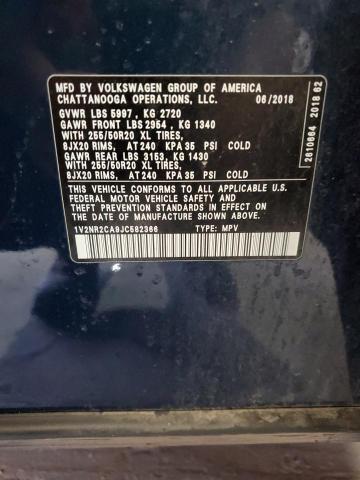 MFD BY VOLKSWAGEN GROUP OF AMERICA
CHATTANOOGA OPERATIONS, LLC. 06/2018
GVWR LBS 5997, KG 2720
GAWR FRONT LBS 2954, KG 1340
WITH 255/50R20 XL TIRES,
8JX20 RIMS, AT 240 KPA 35 PSI COLD
GAWR REAR LBS 3153, KG 1430
WITH 255/50R20 XL TIRES,
8JX20 RIMS, AT 240 KPA 35 PSI COLD
THIS VEHICLE CONFORMS TO ALL APPLICABLE U.S.
FEDERAL MOTOR VEHICLE SAFETY AND
THEFT PREVENTION STANDARDS IN EFFECT ON THE
DATE OF MANUFACTURE SHOWN ABOVE.
1V2NR2CA9JC582366 TYPE: MPV
2610664 2018 62